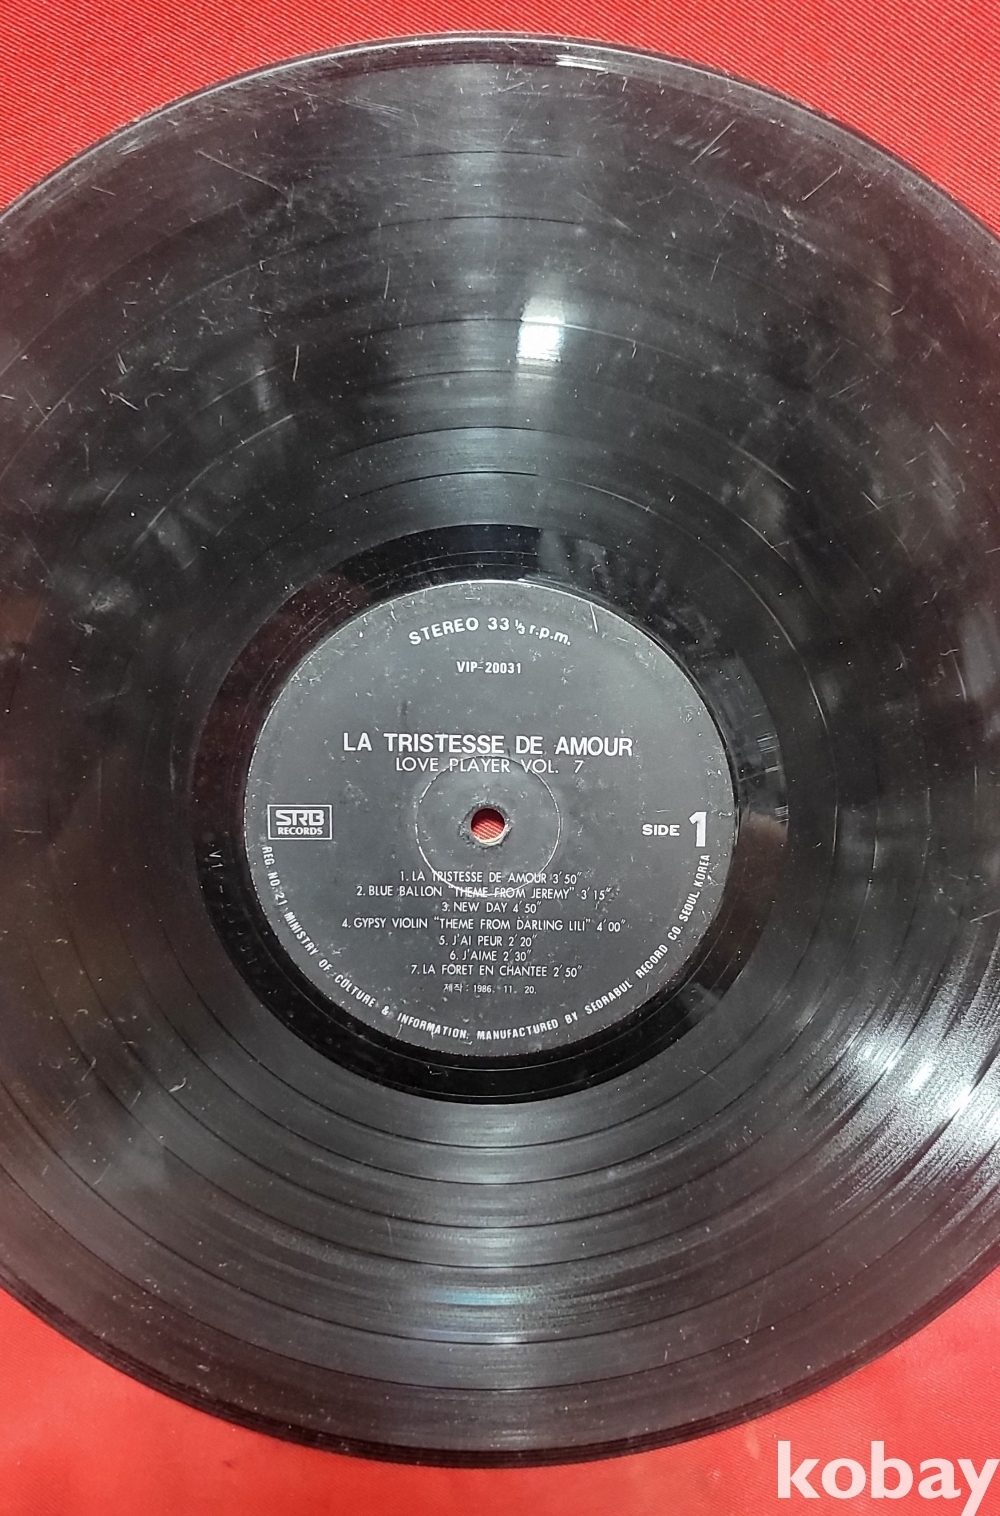 STEREO 33 ⅓ r.p.m.
VIP-20031
LA TRISTESSE DE AMOUR
LOVE PLAYER VOL. 7
SRB
RECORDS
SIDE 1
1. LA TRISTESSE DE AMOUR 3′50″
2. BLUE BALLON "THEME FROM JEREMY" 3′15″
3. NEW DAY 4′50″
4. GYPSY VIOLIN "THEME FROM DARLING LILI" 4′00″
5. J'AI PEUR 2′20″
6. J'AIME 2′30″
7. LA FORET EN CHANTEE 2′50″
제작 : 1986. 11. 20.
REG. NO. 21. MINISTRY OF COLTURE & INFORMATION. MANUFACTURED BY SEORABUL RECORD CO. SEOUL KOREA
kobay